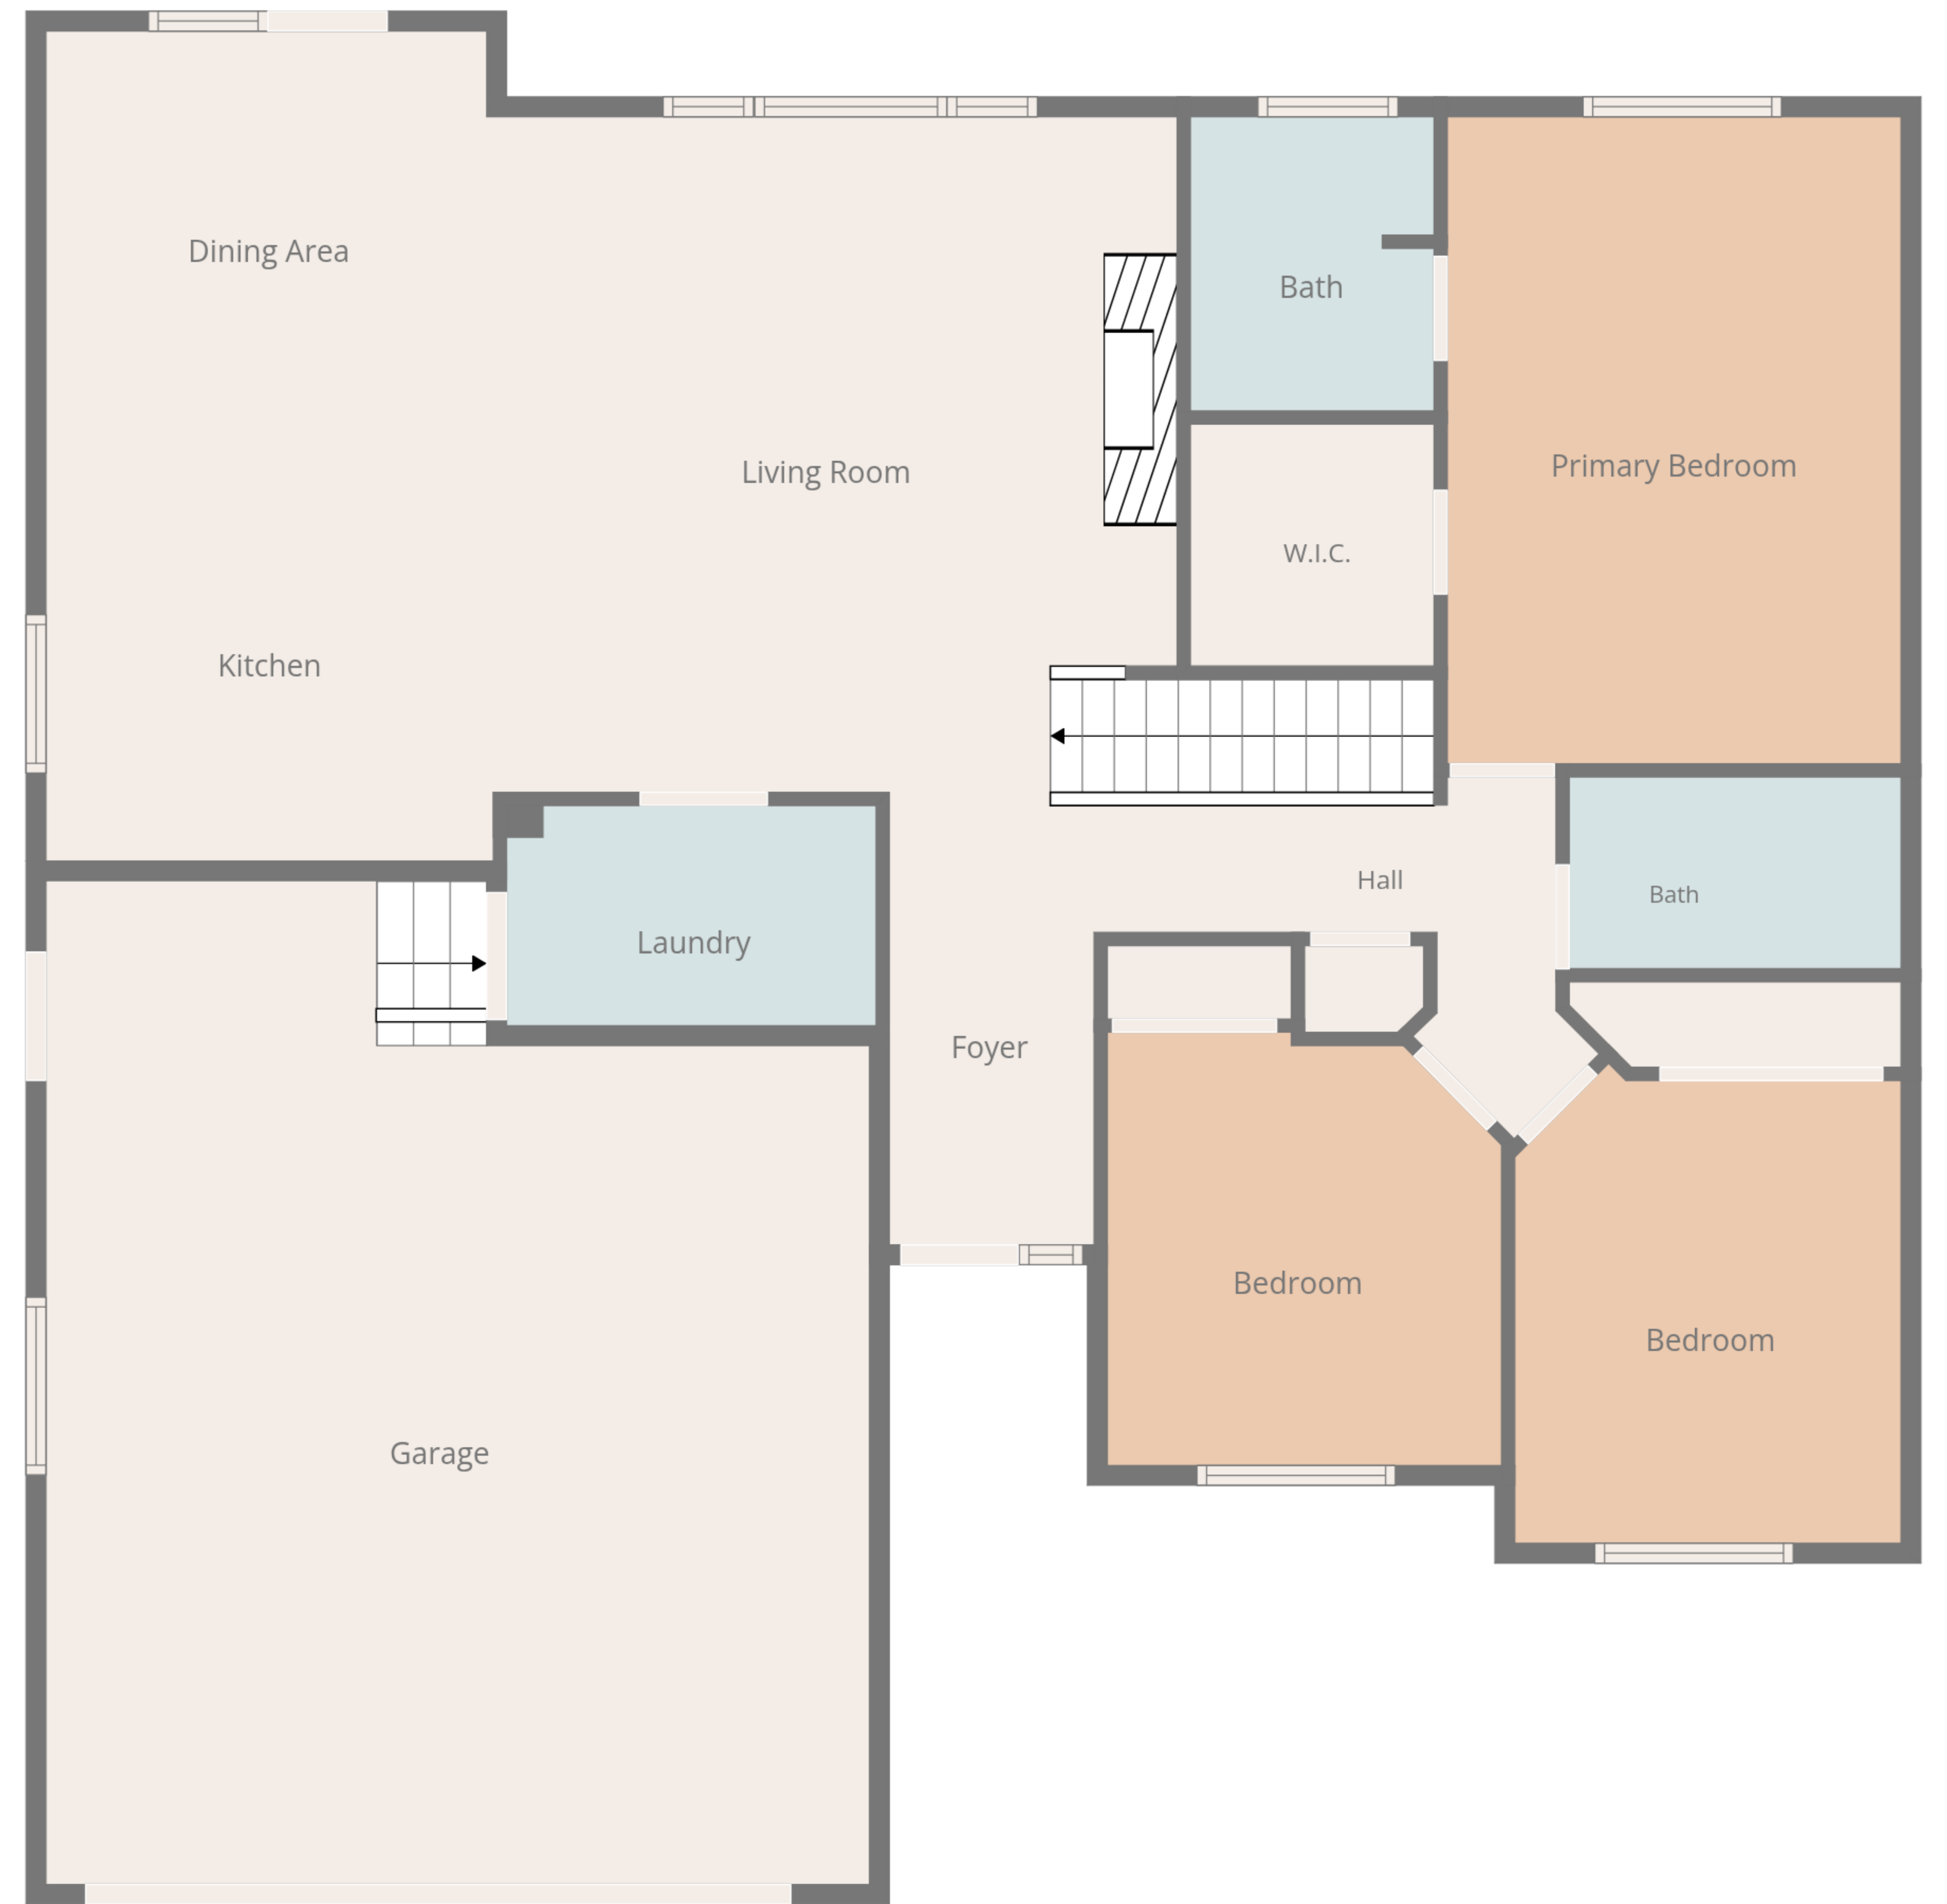 Dining Area
Bath
Living Room
Primary Bedroom
W.I.C.
Kitchen
Hall
Bath
Laundry
Foyer
Bedroom
Bedroom
Garage